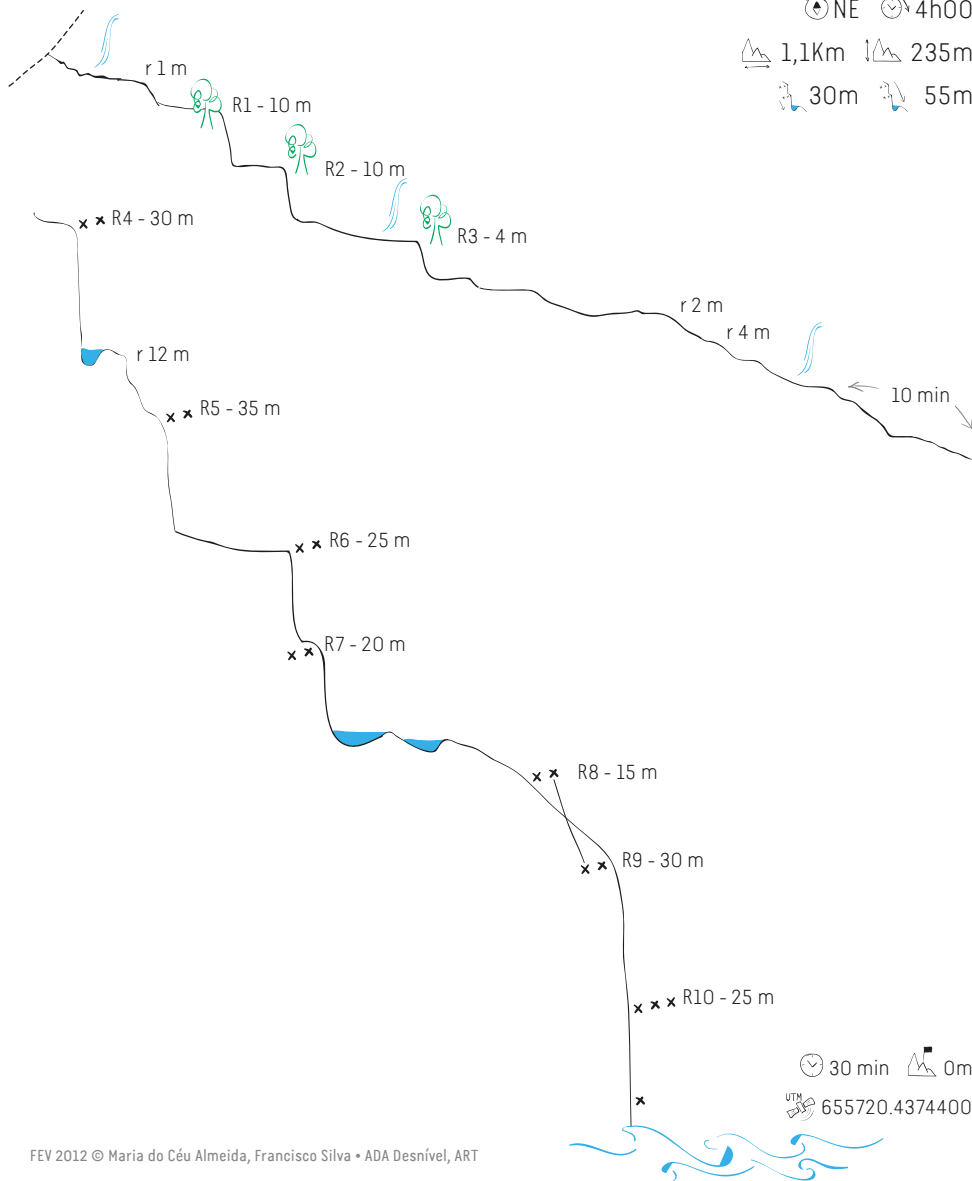 NE 4h00
1,1Km 235m
30m 55m
r 1 m
R1 - 10 m
R2 - 10 m
R3 - 4 m
r 2 m
r 4 m
10 min
R4 - 30 m
r 12 m
R5 - 35 m
R6 - 25 m
R7 - 20 m
R8 - 15 m
R9 - 30 m
R10 - 25 m
30 min 0m
UTM 655720.4374400
FEV 2012 © Maria do Céu Almeida, Francisco Silva • ADA Desnível, ART